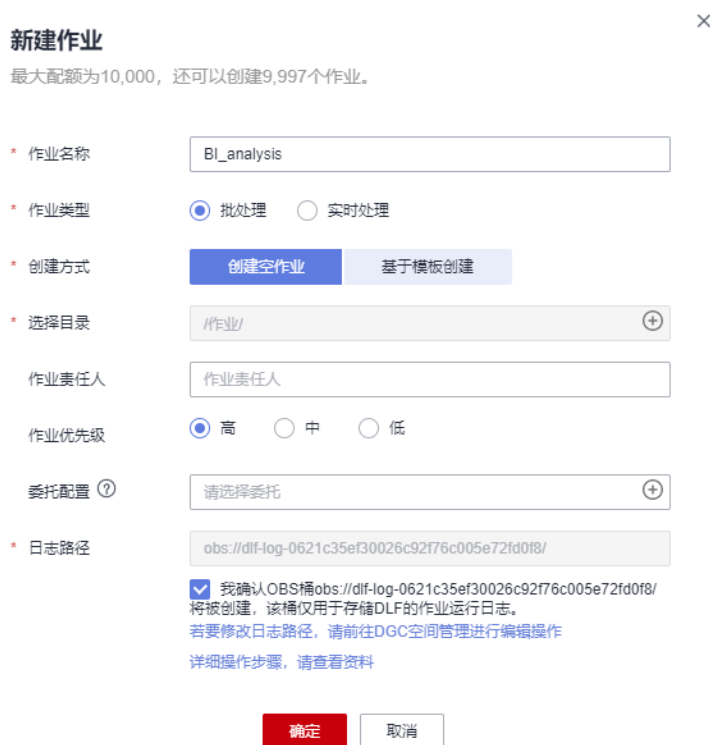 新建作业
最大配额为10,000，还可以创建9,997个作业。
* 作业名称 BI_analysis
* 作业类型 批处理 实时处理
* 创建方式 创建空作业 基于模板创建
* 选择目录 /作业/
作业责任人 作业责任人
作业优先级 高 中 低
委托配置 ? 请选择委托
* 日志路径 obs://dlf-log-0621c35ef30026c92f76c005e72fd0f8/
我确认OBS桶obs://dlf-log-0621c35ef30026c92f76c005e72fd0f8/
将被创建，该桶仅用于存储DLF的作业运行日志。
若要修改日志路径，请前往DGC空间管理进行编辑操作
详细操作步骤，请查看资料
确定 取消